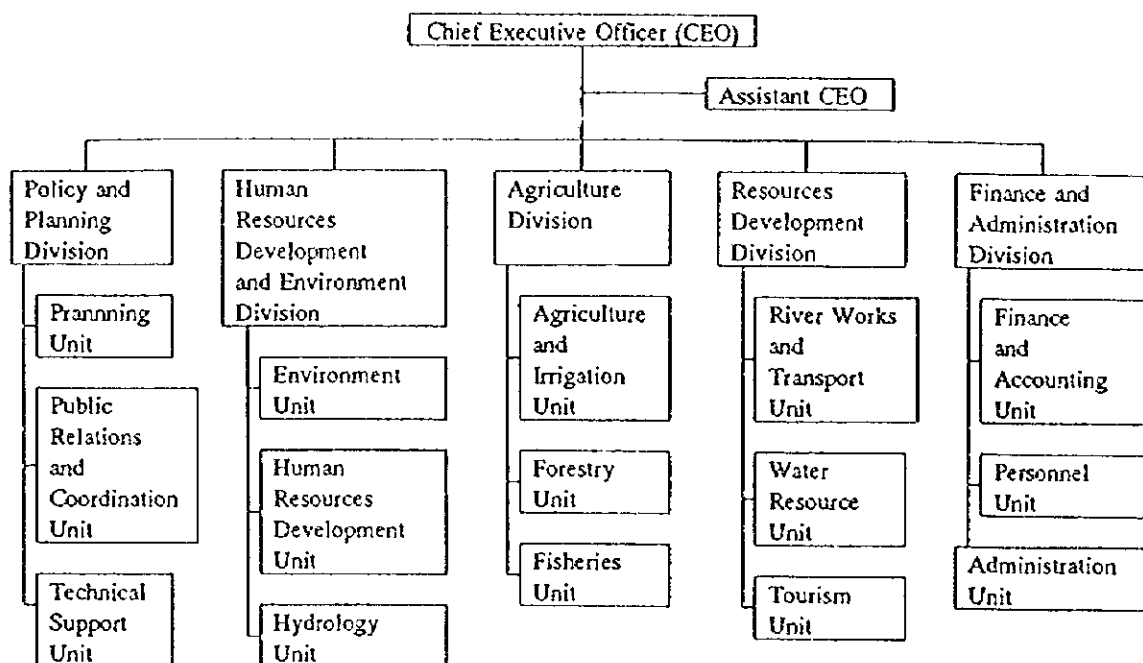 Chief Executive Officer (CEO)
Assistant CEO
Policy and
Planning
Division
Prannning
Unit
Public
Relations
and
Coordination
Unit
Technical
Support
Unit
Human
Resources
Development
and Environment
Division
Environment
Unit
Human
Resources
Development
Unit
Hydrology
Unit
Agriculture
Division
Agriculture
and
Irrigation
Unit
Forestry
Unit
Fisheries
Unit
Resources
Development
Division
River Works
and
Transport
Unit
Water
Resource
Unit
Tourism
Unit
Finance and
Administration
Division
Finance
and
Accounting
Unit
Personnel
Unit
Administration
Unit